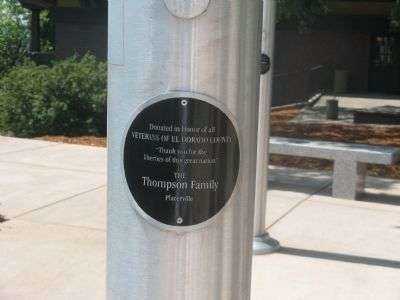 Donated in Honor of all
VETERANS OF EL DORADO COUNTY
"Thank you for the
liberties of this great nation"
THE
Thompson Family
Placerville